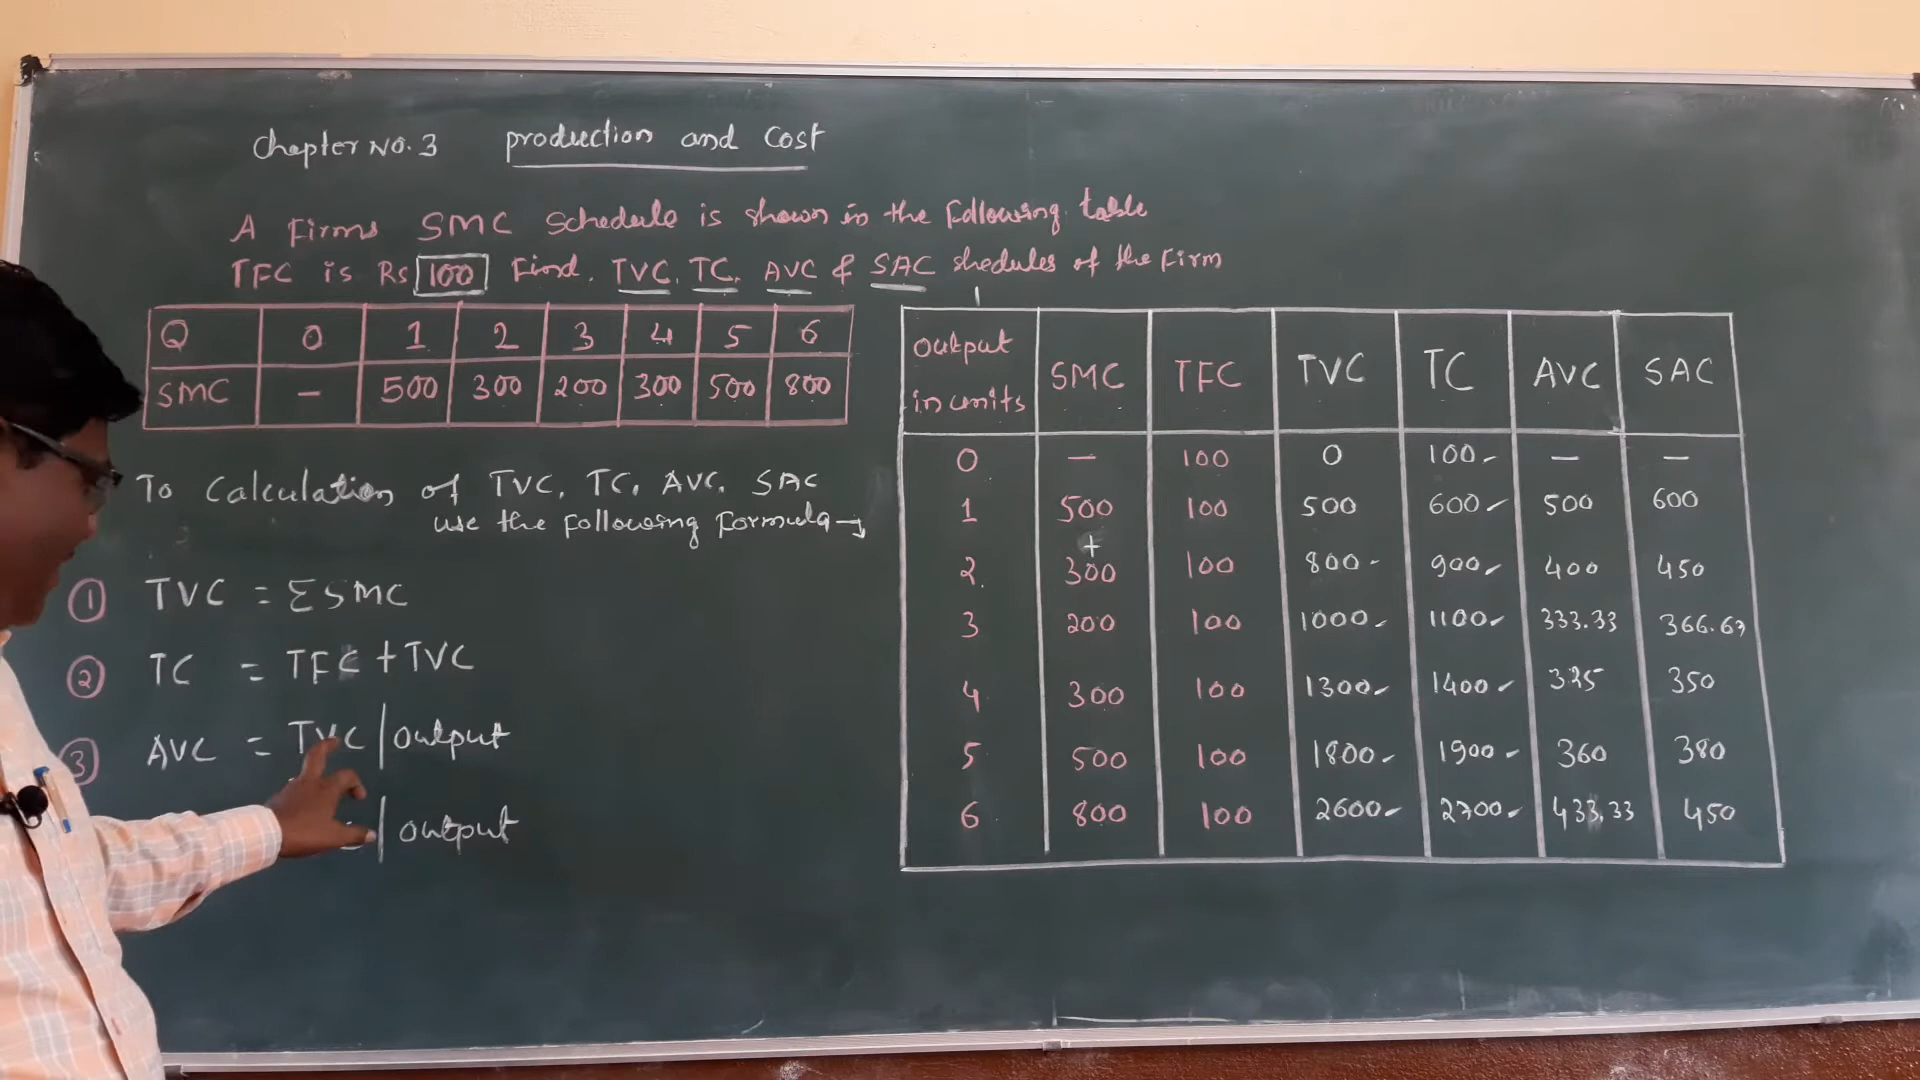 Chapter No. 3 production and Cost
A Firms SMC Schedule is shown in the Following table
TFC is Rs 100 Find. TVC. TC. AVC & SAC shedules of the Firm
Q 0 1 2 3 4 5 6
SMC — 500 300 200 300 500 800
To Calculation of TVC, TC, AVC, SAC
use the Following Formula →
① TVC = ΣSMC
② TC = TFC + TVC
③ AVC = TVC | output
| output
output in units SMC TFC TVC TC AVC SAC
0 — 100 0 100 — —
1 500 100 500 600 500 600
+
2 300 100 800 900 400 450
3 200 100 1000 1100 333.33 366.67
4 300 100 1300 1400 325 350
5 500 100 1800 1900 360 380
6 800 100 2600 2700 433.33 450